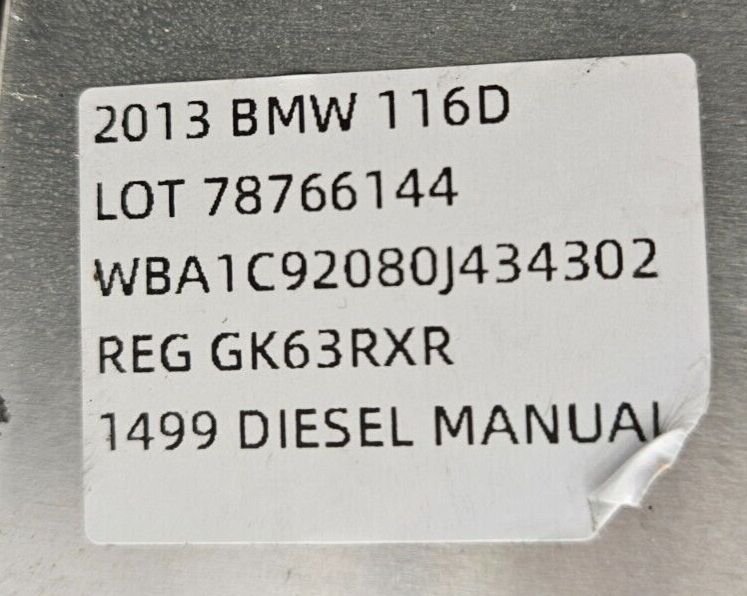 2013 BMW 116D
LOT 78766144
WBA1C92080J434302
REG GK63RXR
1499 DIESEL MANUAL